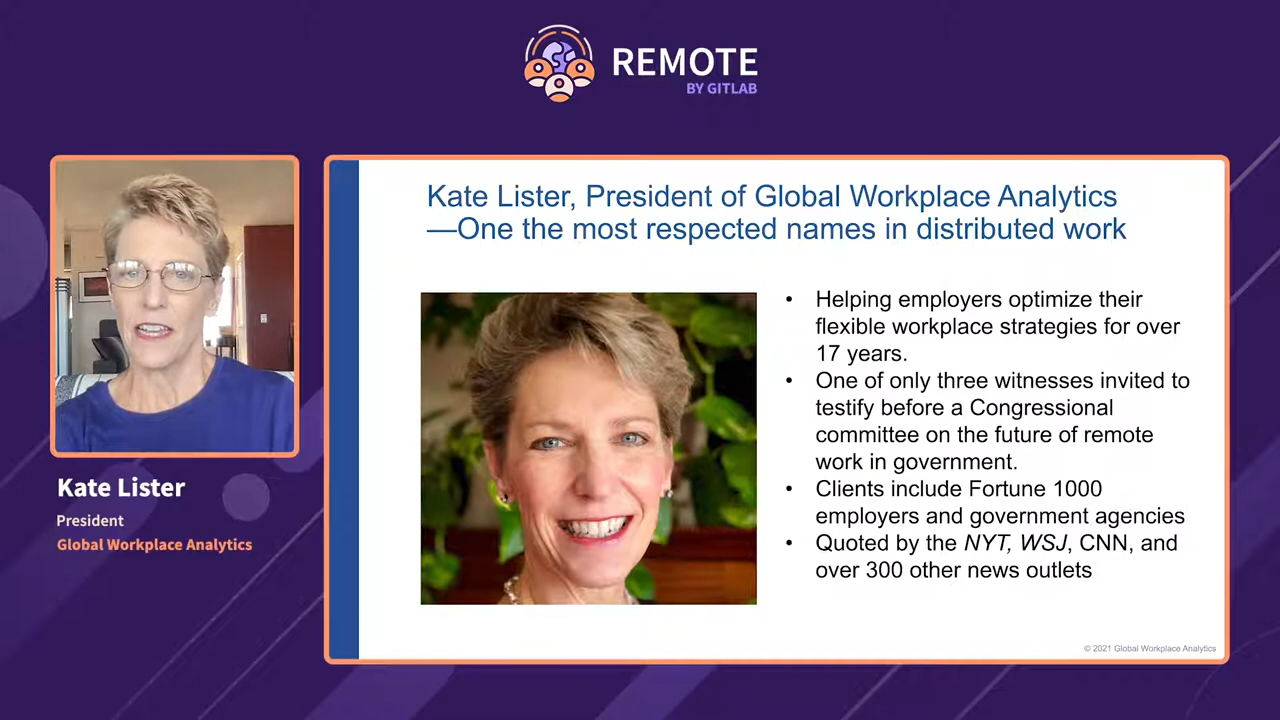 REMOTE
BY GITLAB
Kate Lister
President
Global Workplace Analytics
Kate Lister, President of Global Workplace Analytics
—One the most respected names in distributed work
• Helping employers optimize their
flexible workplace strategies for over
17 years.
• One of only three witnesses invited to
testify before a Congressional
committee on the future of remote
work in government.
• Clients include Fortune 1000
employers and government agencies
• Quoted by the NYT, WSJ, CNN, and
over 300 other news outlets
© 2021 Global Workplace Analytics